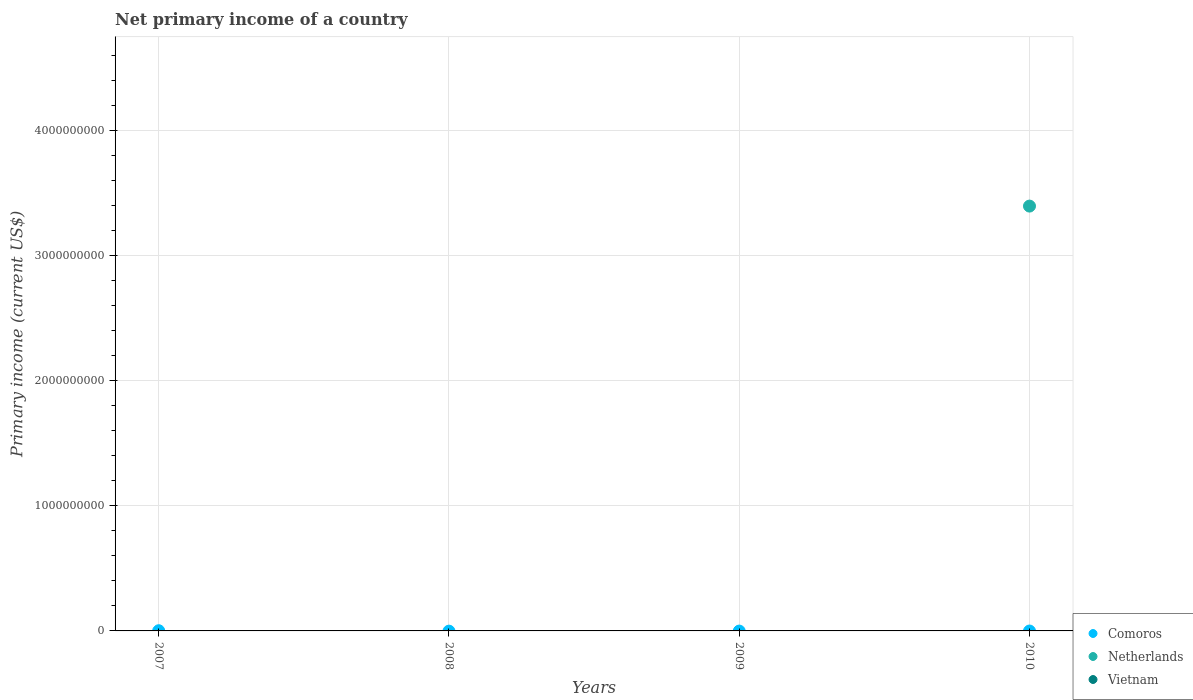 Net primary income of a country
Primary income (current US$)
4000000000
3000000000
2000000000
1000000000
0
2007
2008
2009
2010
Years
Comoros
Netherlands
Vietnam